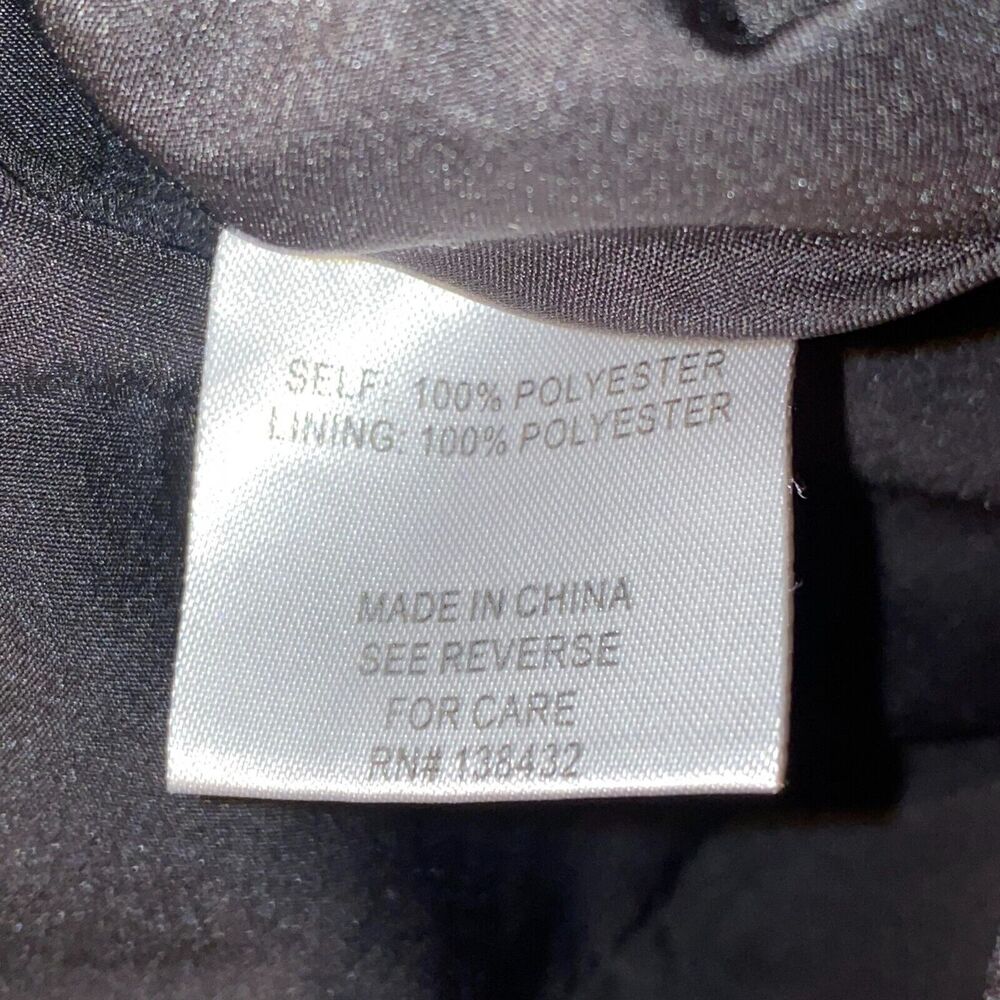 SELF: 100% POLYESTER
LINING: 100% POLYESTER
MADE IN CHINA
SEE REVERSE
FOR CARE
RN# 138432